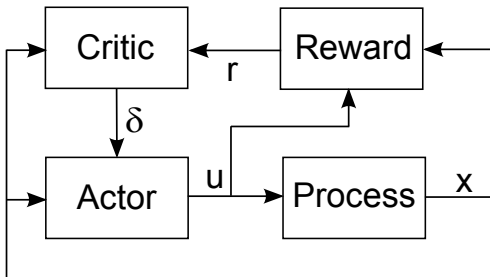 Critic
r
Reward
δ
Actor
u
Process
x